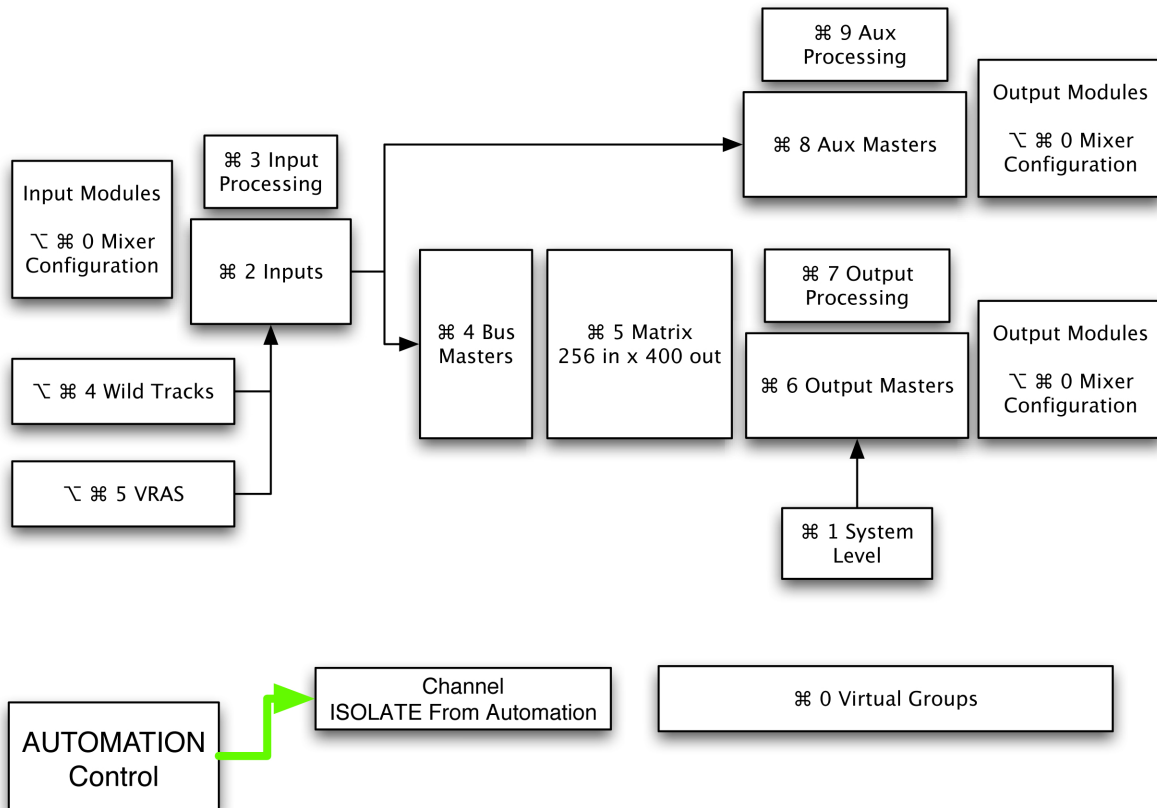 ⌘ 9 Aux
Processing
Output Modules
⌥ ⌘ 0 Mixer
Configuration
⌘ 8 Aux Masters
⌘ 3 Input
Processing
Input Modules
⌥ ⌘ 0 Mixer
Configuration
⌘ 2 Inputs
⌘ 4 Bus
Masters
⌘ 5 Matrix
256 in x 400 out
⌘ 7 Output
Processing
⌘ 6 Output Masters
Output Modules
⌥ ⌘ 0 Mixer
Configuration
⌥ ⌘ 4 Wild Tracks
⌥ ⌘ 5 VRAS
⌘ 1 System
Level
Channel
ISOLATE From Automation
⌘ 0 Virtual Groups
AUTOMATION
Control